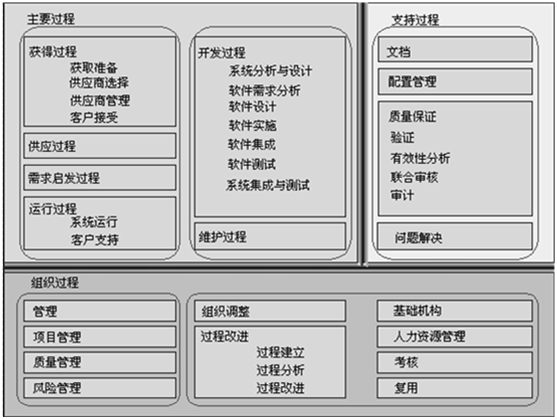 主要过程
获得过程
获取准备
供应商选择
供应商管理
客户接受
供应过程
需求启发过程
运行过程
系统运行
客户支持
开发过程
系统分析与设计
软件需求分析
软件设计
软件实施
软件集成
软件测试
系统集成与测试
维护过程
支持过程
文档
配置管理
质量保证
验证
有效性分析
联合审核
审计
问题解决
组织过程
管理
项目管理
质量管理
风险管理
组织调整
过程改进
过程建立
过程分析
过程改进
基础机构
人力资源管理
考核
复用